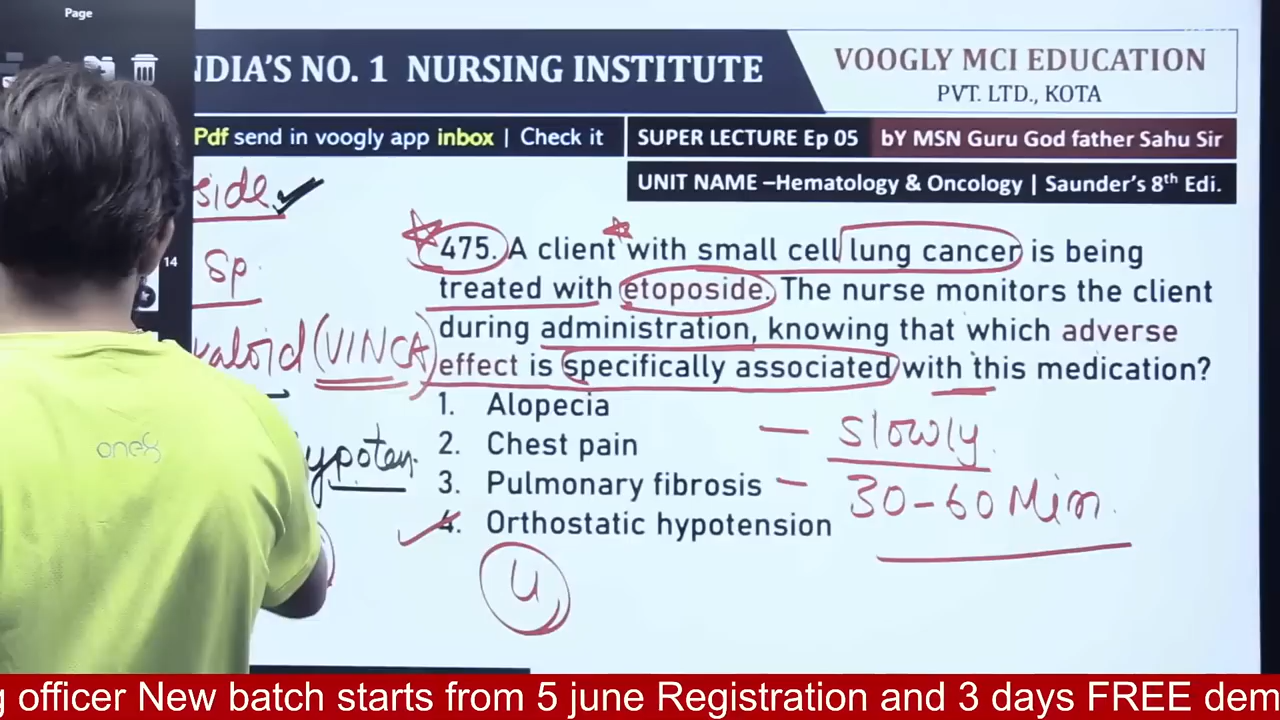 Page
NDIA'S NO. 1 NURSING INSTITUTE
VOOGLY MCI EDUCATION
PVT. LTD., KOTA
Pdf send in voogly app inbox | Check it
SUPER LECTURE Ep 05 bY MSN Guru God father Sahu Sir
UNIT NAME –Hematology & Oncology | Saunder's 8th Edi.
side
14
Sp.
valoid (VINCA)
ypoten.
475. A client with small cell lung cancer is being
treated with etoposide. The nurse monitors the client
during administration, knowing that which adverse
effect is specifically associated with this medication?
1. Alopecia
2. Chest pain
3. Pulmonary fibrosis
4. Orthostatic hypotension
— slowly
— 30-60 Min.
4
one8
g officer New batch starts from 5 june Registration and 3 days FREE dem